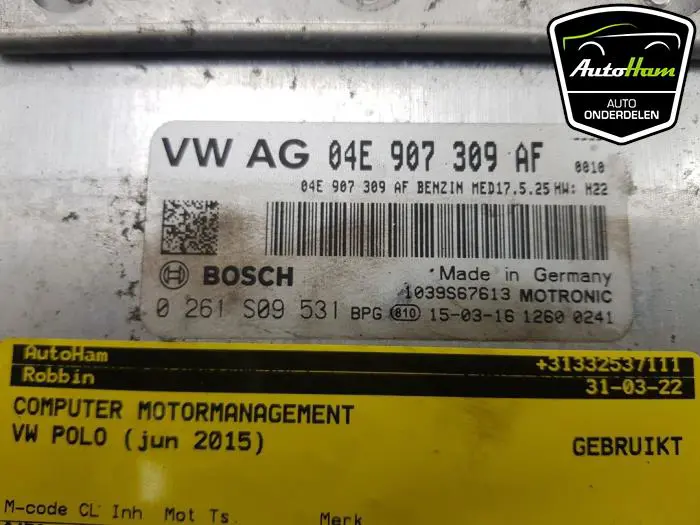 AutoHam
AUTO
ONDERDELEN
VW AG 04E 907 309 AF 0010
04E 907 309 AF BENZIN MED17.5.25 HW: H22
BOSCH
Made in Germany
1039S67613 MOTRONIC
0 261 S09 531 BPG 810 15-03-16 1260 0241
AutoHam +31332537111
Robbin 31-03-22
COMPUTER MOTORMANAGEMENT
VW POLO (jun 2015) GEBRUIKT
M-code CL Inh Mot Ts. Merk